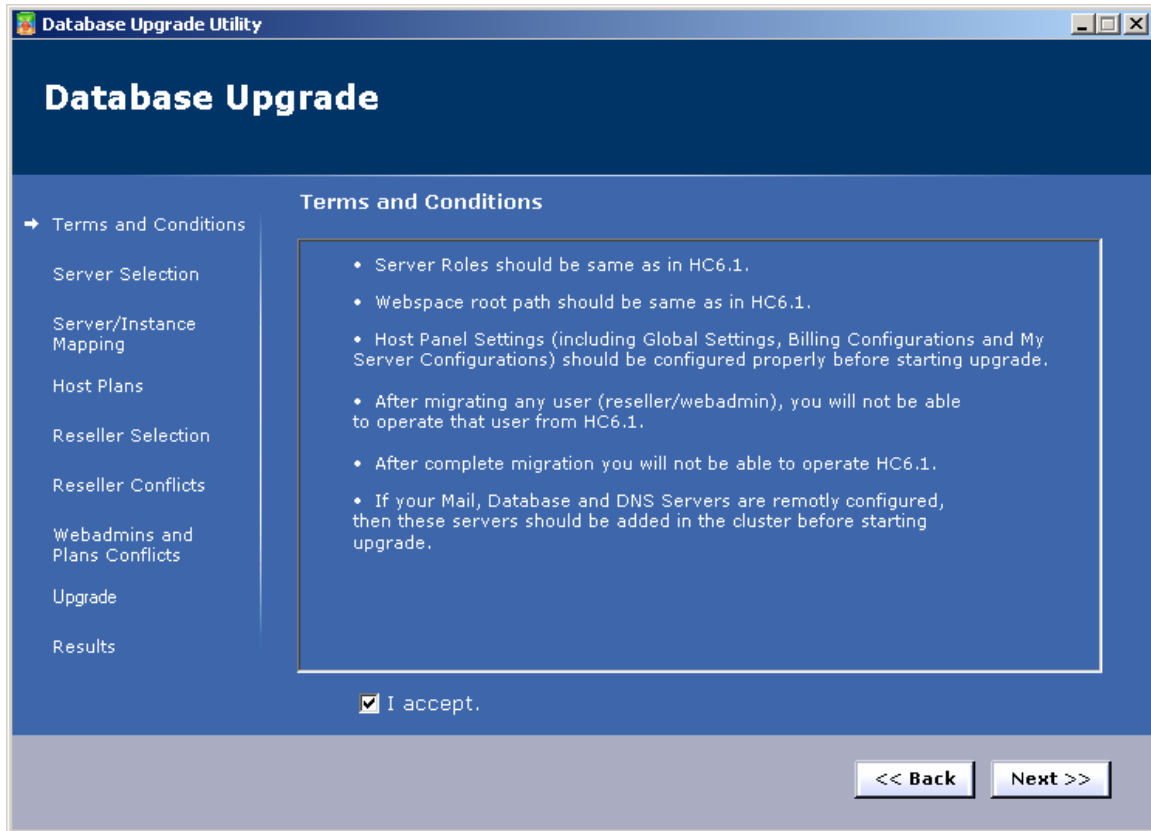 Database Upgrade Utility
Database Upgrade
Terms and Conditions
Server Selection
Server/Instance
Mapping
Host Plans
Reseller Selection
Reseller Conflicts
Webadmins and
Plans Conflicts
Upgrade
Results
Terms and Conditions
• Server Roles should be same as in HC6.1.
• Webspace root path should be same as in HC6.1.
• Host Panel Settings (including Global Settings, Billing Configurations and My
Server Configurations) should be configured properly before starting upgrade.
• After migrating any user (reseller/webadmin), you will not be able
to operate that user from HC6.1.
• After complete migration you will not be able to operate HC6.1.
• If your Mail, Database and DNS Servers are remotly configured,
then these servers should be added in the cluster before starting
upgrade.
I accept.
<< Back
Next >>